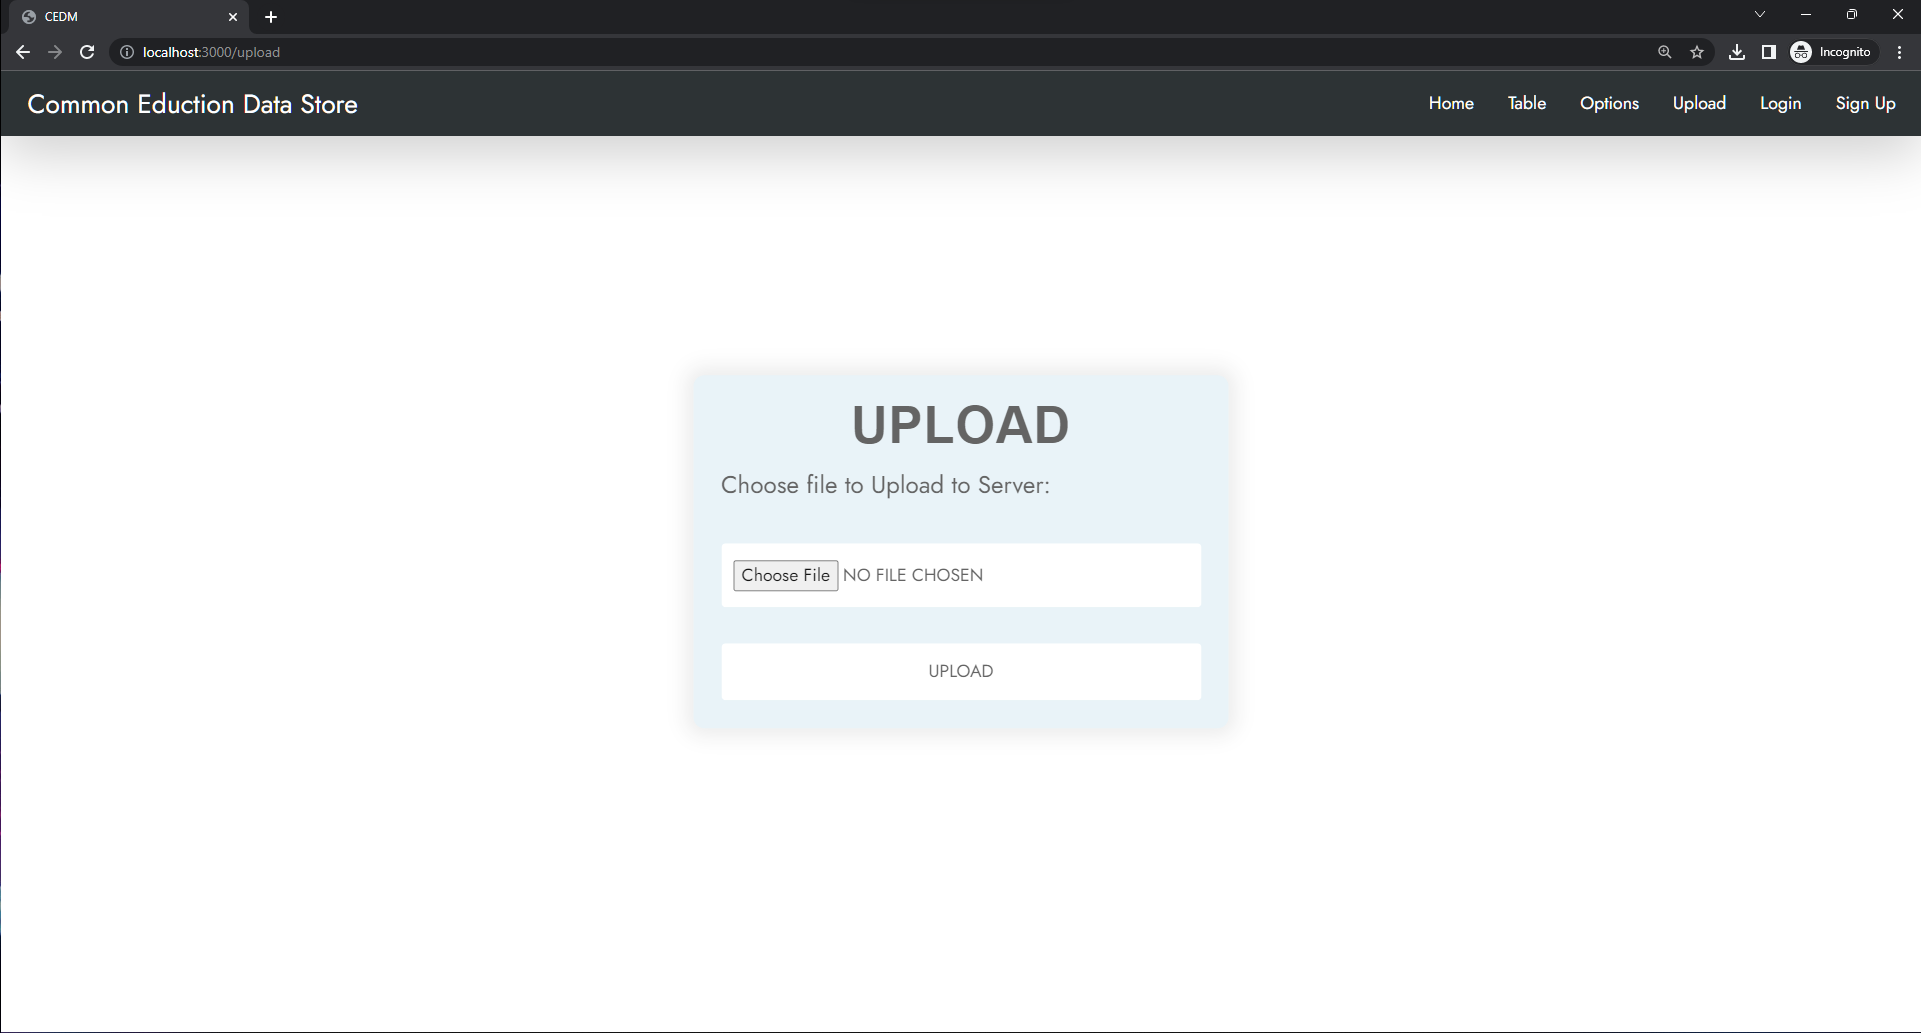 CEDM
localhost:3000/upload
Incognito
Common Eduction Data Store
Home Table Options Upload Login Sign Up
UPLOAD
Choose file to Upload to Server:
Choose File NO FILE CHOSEN
UPLOAD